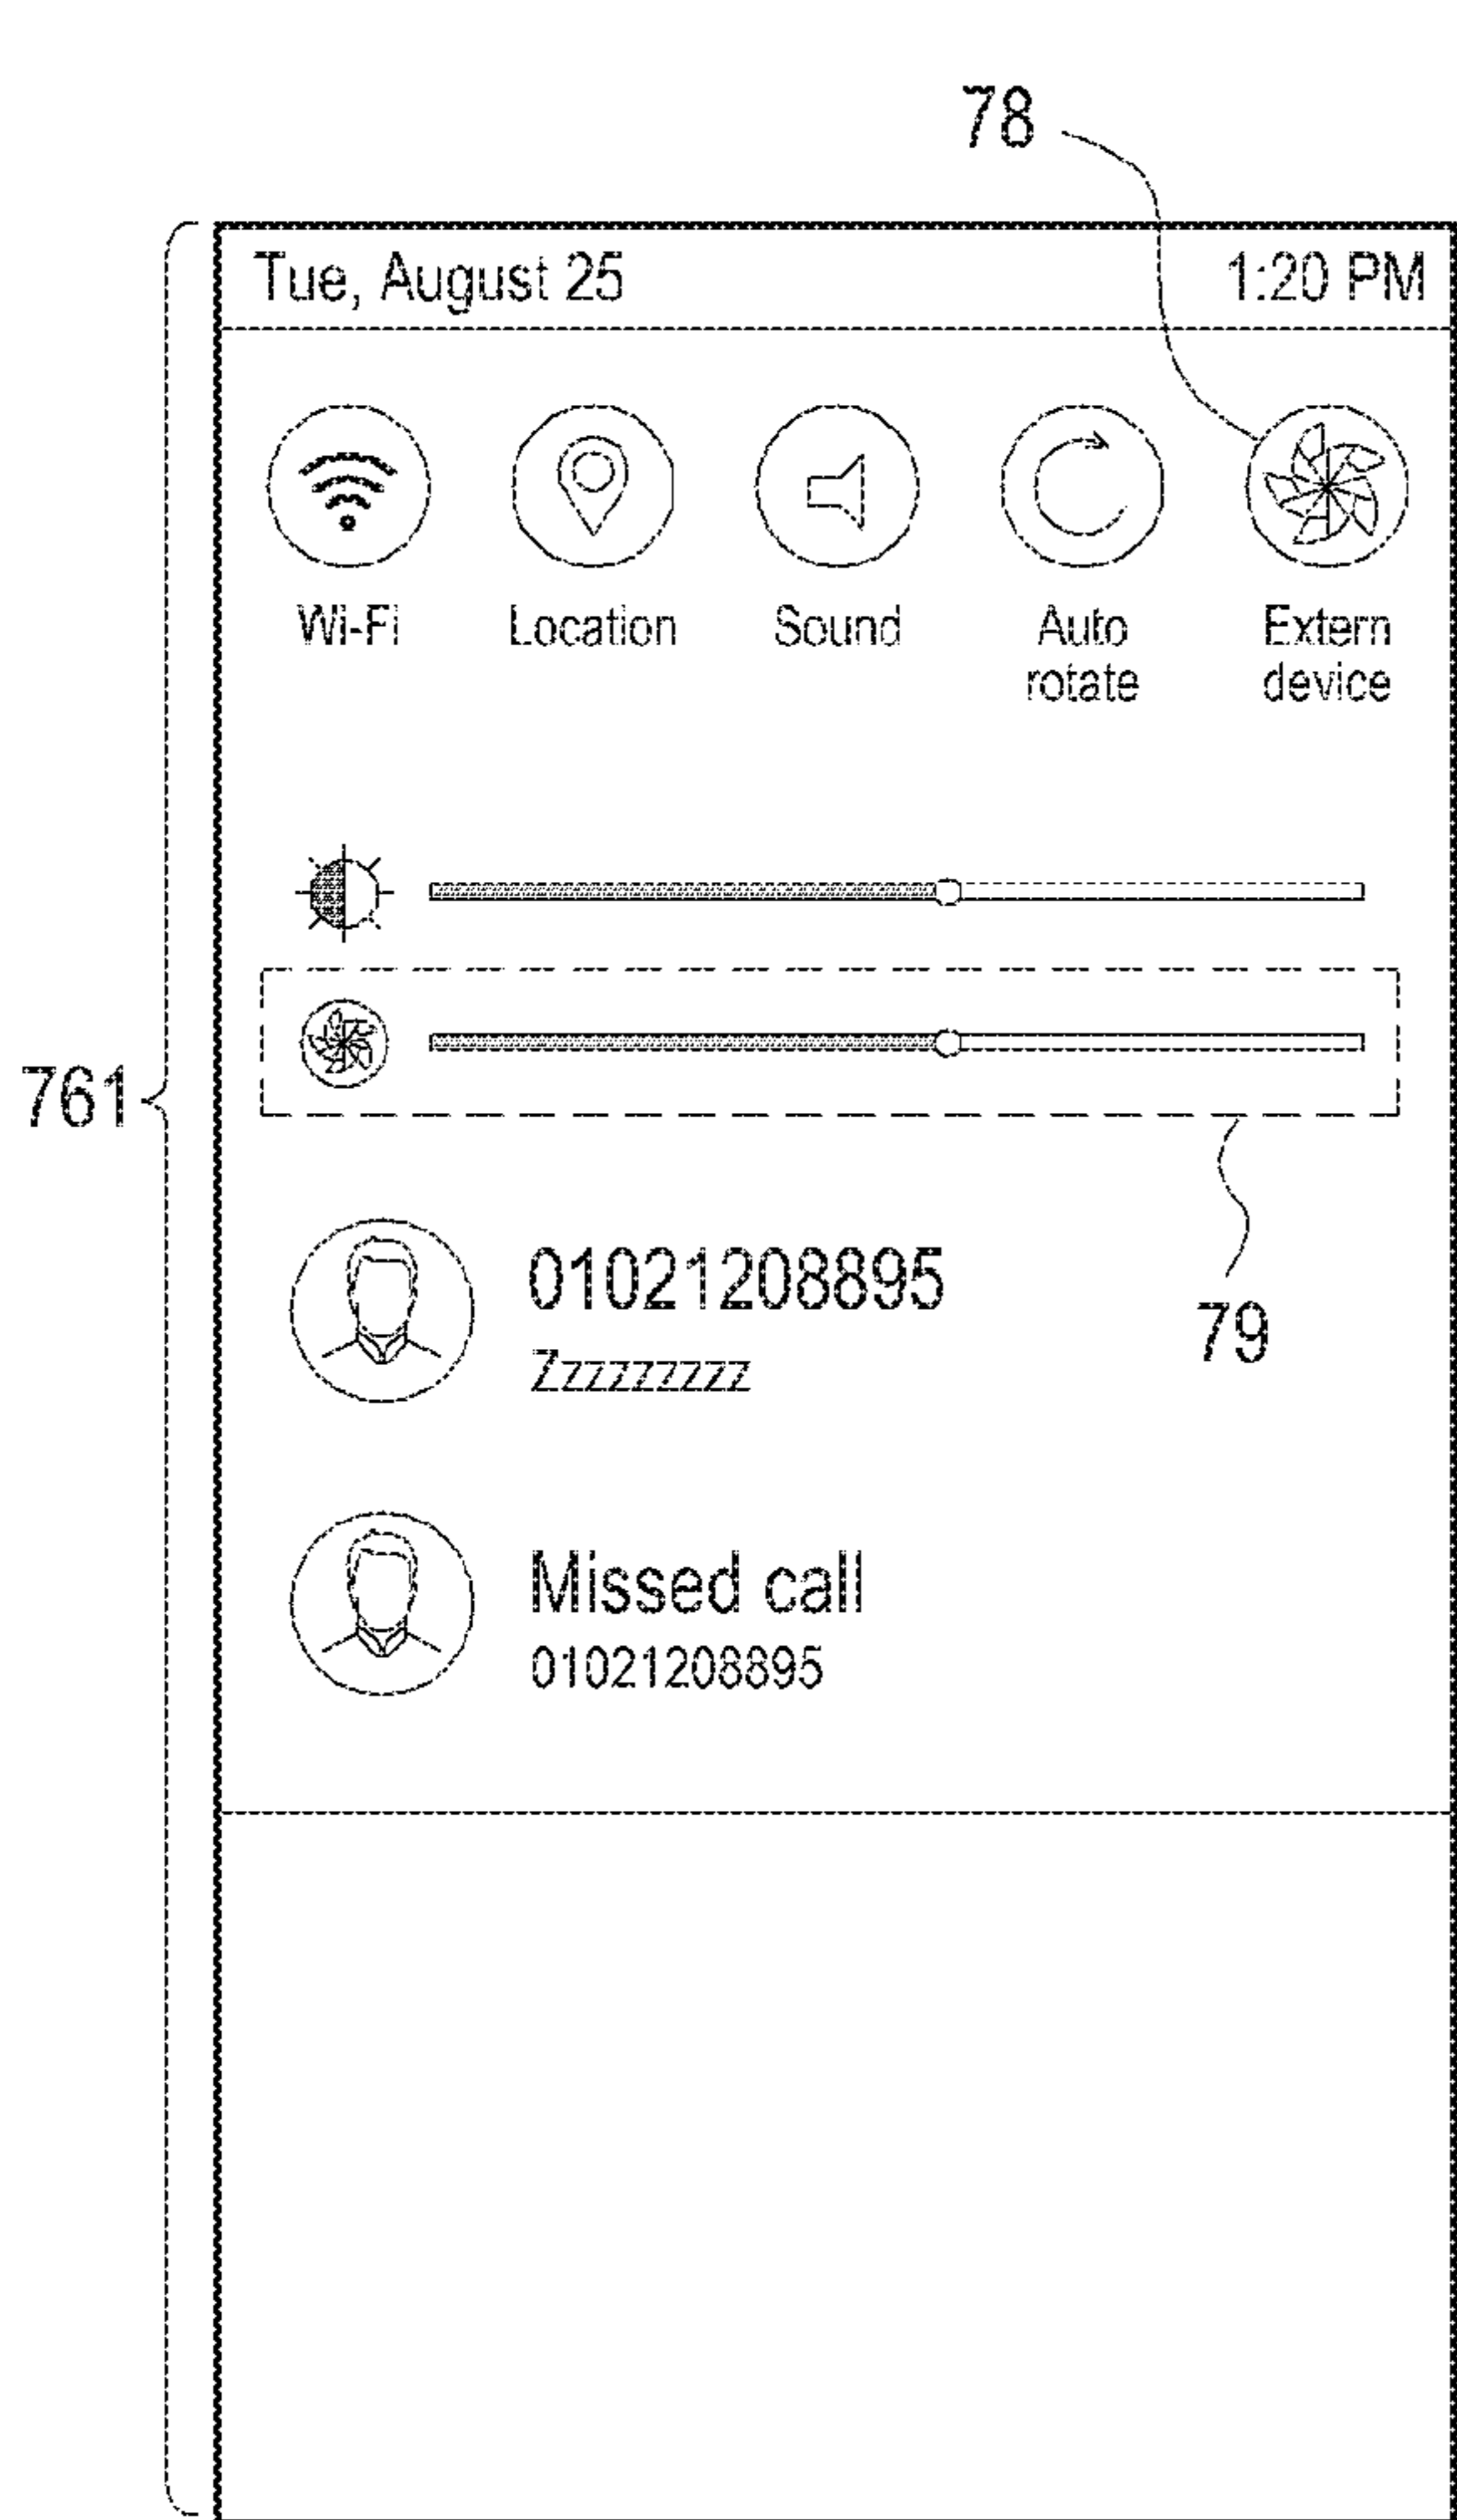 78
Tue, August 25 1:20 PM
Wi-Fi Location Sound Auto rotate Extern device
761
01021208895
79
Zzzzzzzzz
Missed call
01021208895